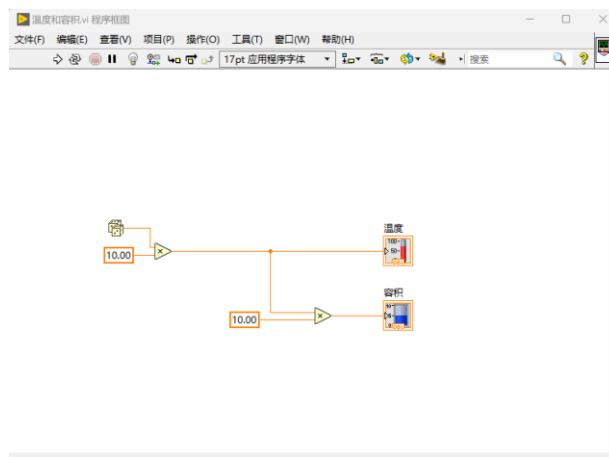 温度和容积.vi 程序框图
文件(F) 编辑(E) 查看(V) 项目(P) 操作(O) 工具(T) 窗口(W) 帮助(H)
17pt 应用程序字体 搜索
温度
100
50
10.00
容积
10.00